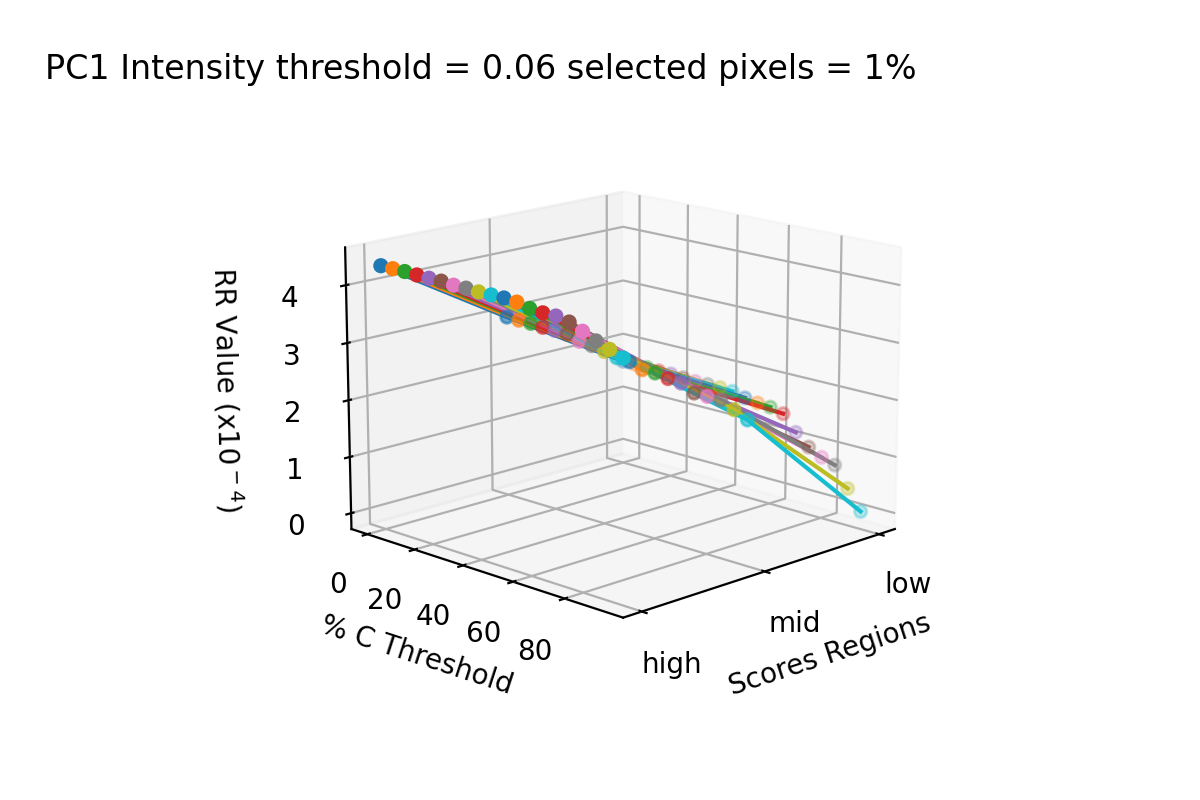 PC1 Intensity threshold = 0.06 selected pixels = 1%
RR Value (x10⁻⁴)
4
3
2
1
0
0
20
40
60
80
% C Threshold
high
mid
low
Scores Regions